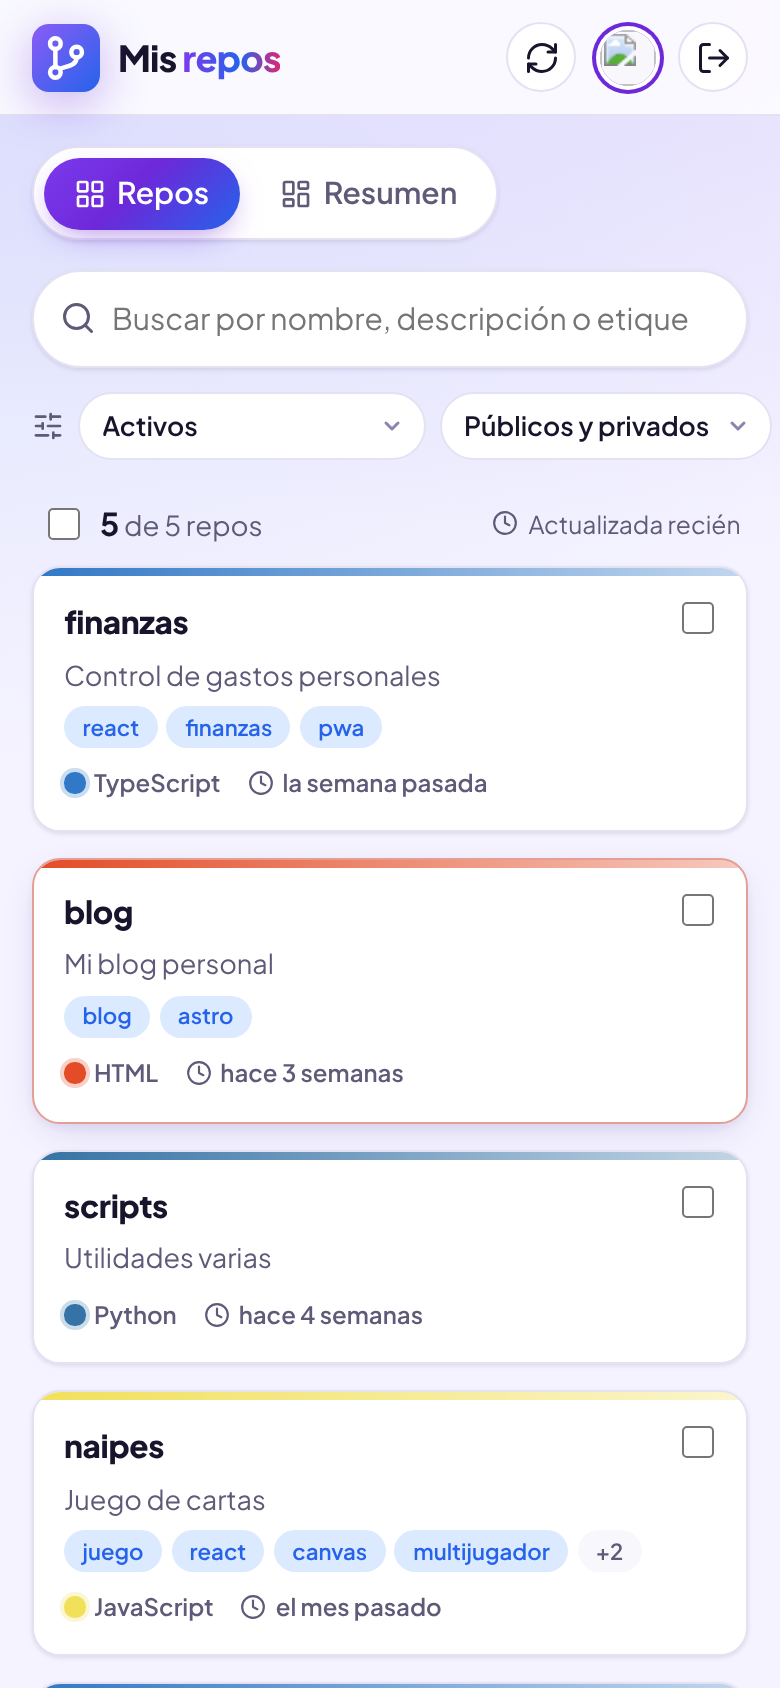 Mis repos
Repos
Resumen
Buscar por nombre, descripción o etique
Activos
Públicos y privados
5 de 5 repos
Actualizada recién
finanzas
Control de gastos personales
react finanzas pwa
TypeScript la semana pasada
blog
Mi blog personal
blog astro
HTML hace 3 semanas
scripts
Utilidades varias
Python hace 4 semanas
naipes
Juego de cartas
juego react canvas multijugador +2
JavaScript el mes pasado